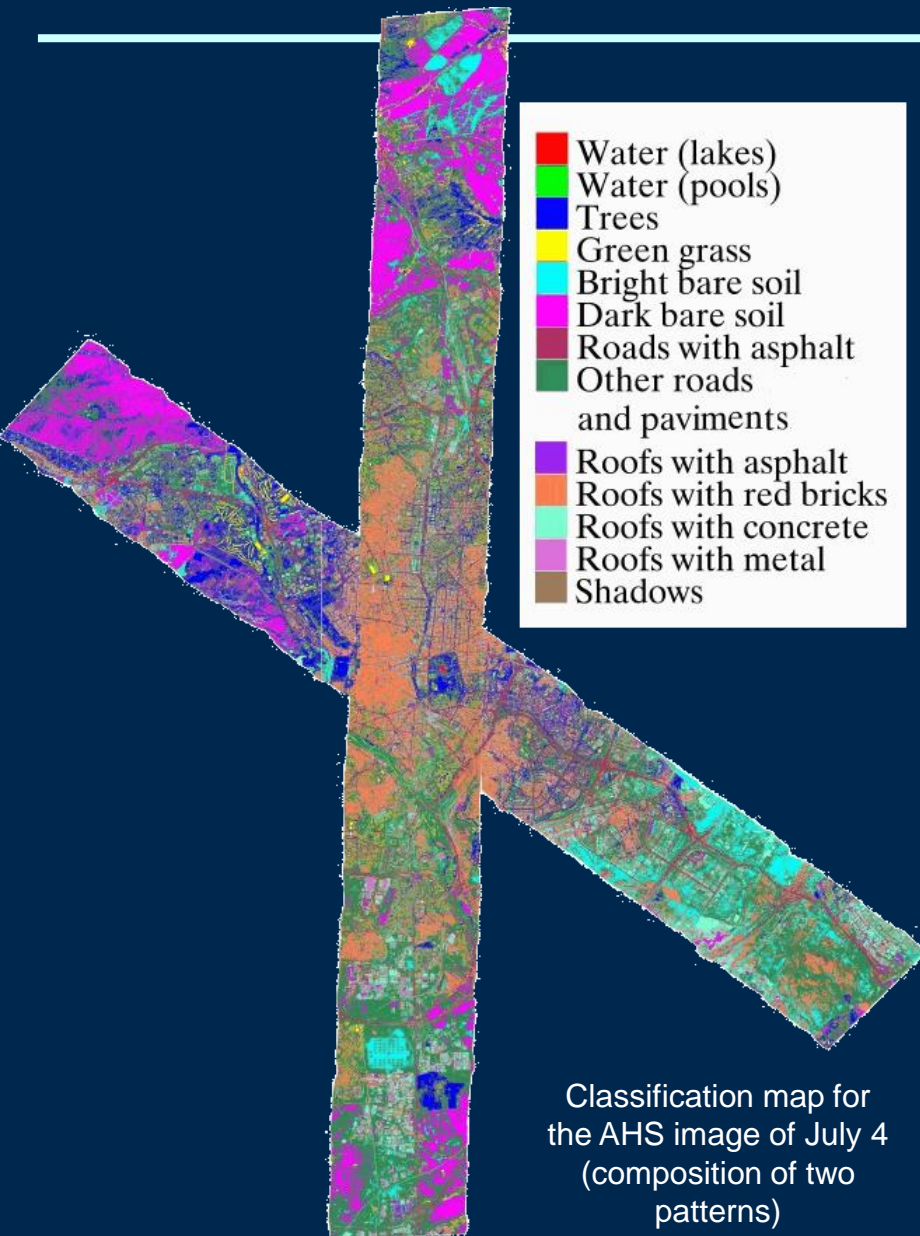 Water (lakes)
Water (pools)
Trees
Green grass
Bright bare soil
Dark bare soil
Roads with asphalt
Other roads
and paviments
Roofs with asphalt
Roofs with red bricks
Roofs with concrete
Roofs with metal
Shadows
Classification map for
the AHS image of July 4
(composition of two
patterns)